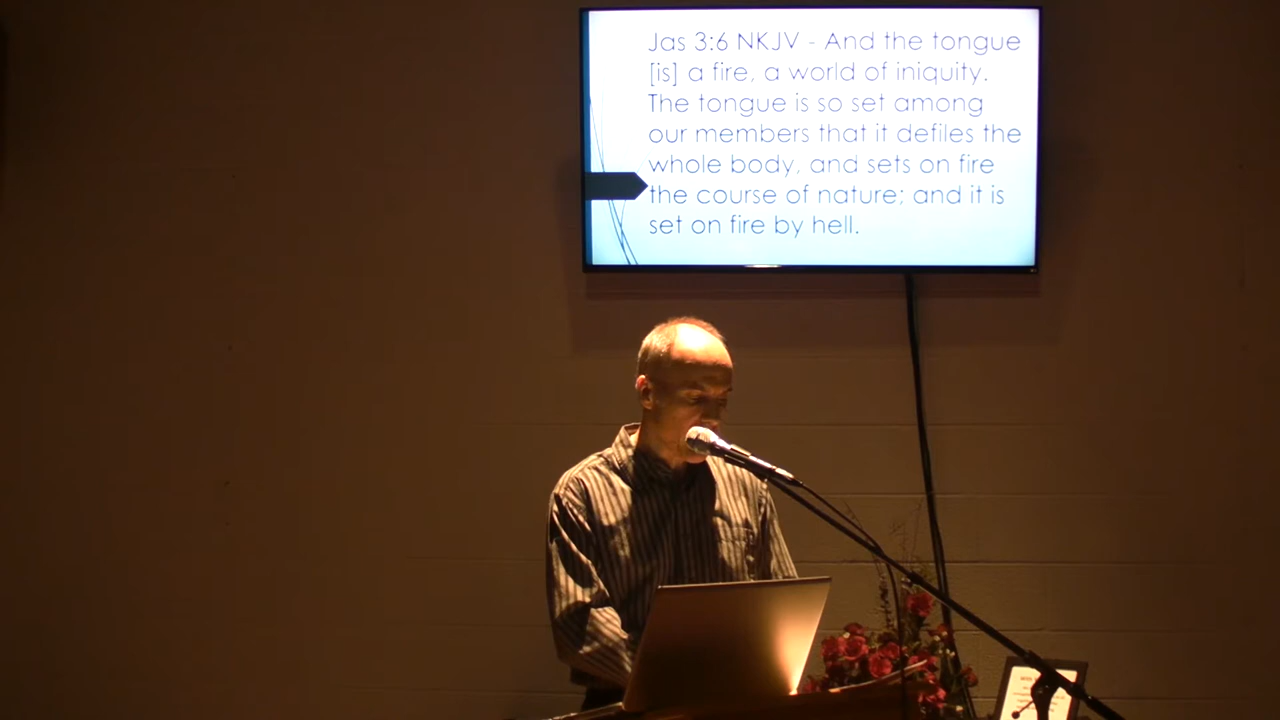 Jas 3:6 NKJV - And the tongue
[is] a fire, a world of iniquity.
The tongue is so set among
our members that it defiles the
whole body, and sets on fire
the course of nature; and it is
set on fire by hell.